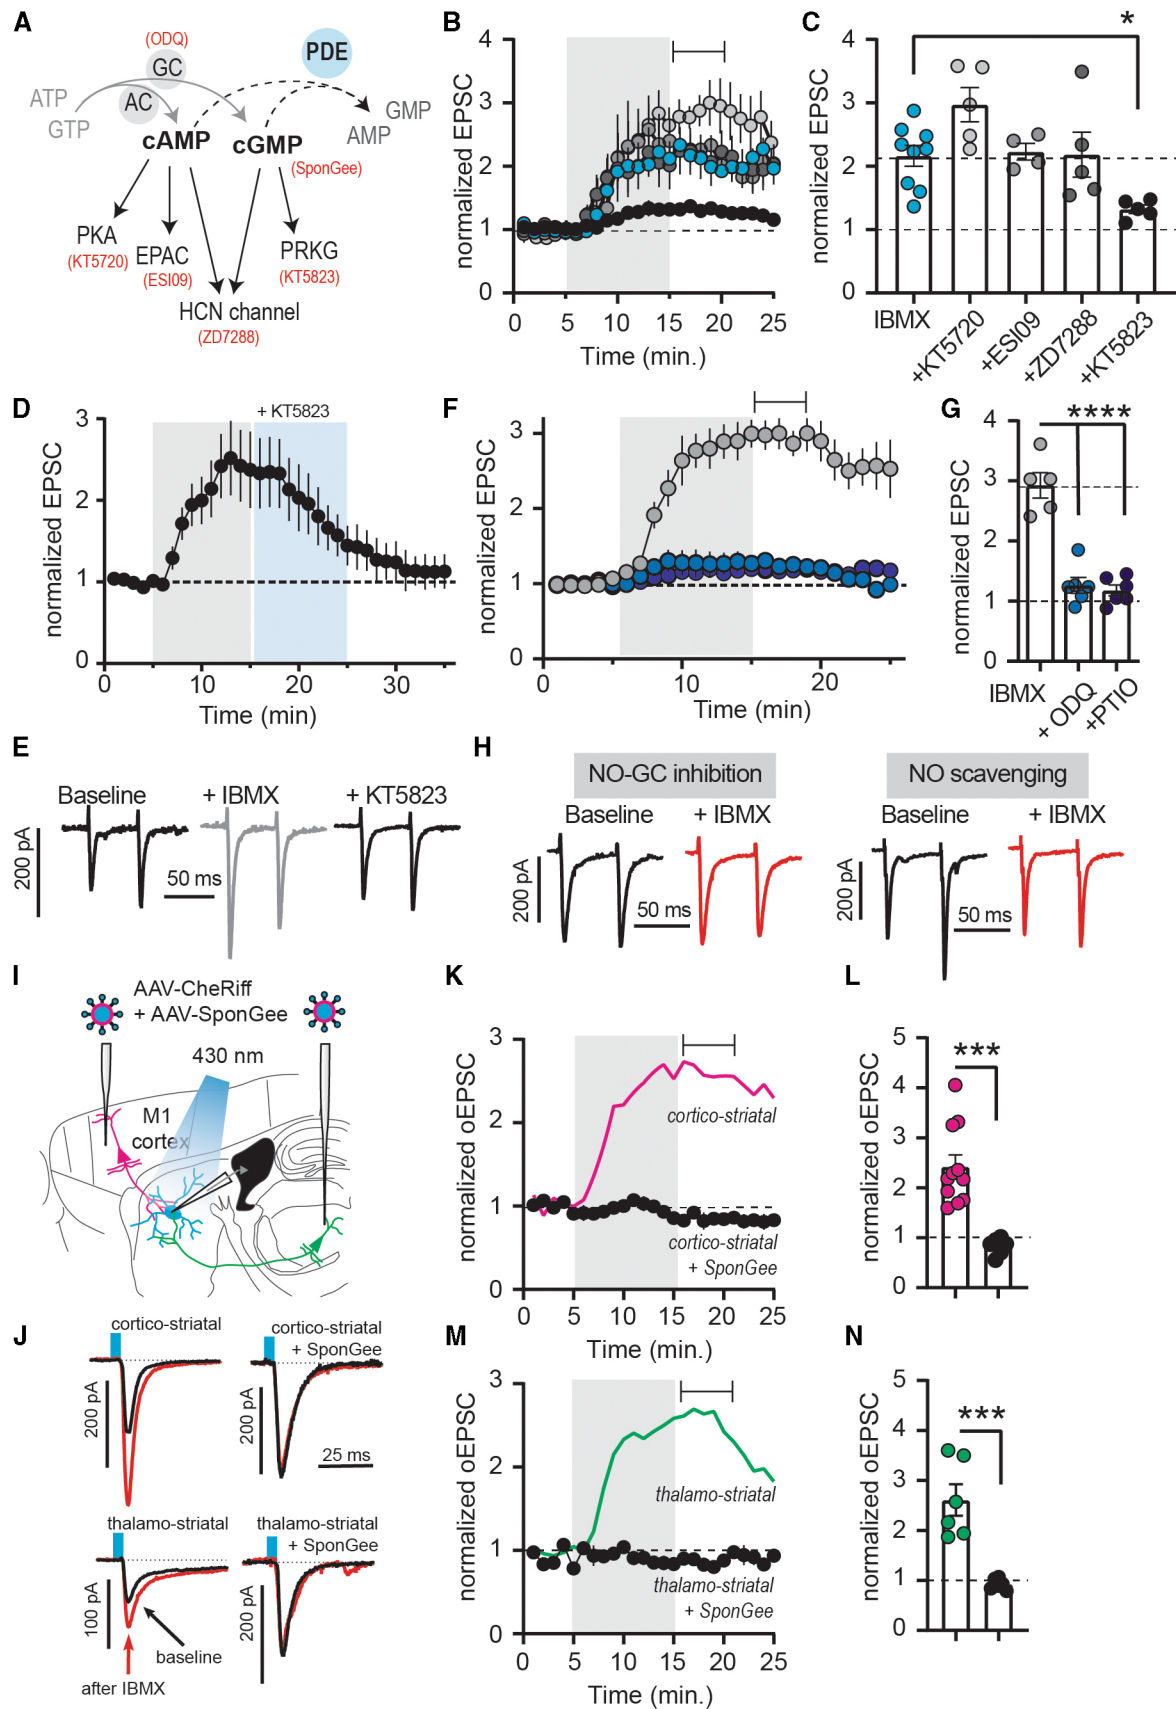 A
(ODQ)
GC
PDE
ATP
GTP
AC
cAMP
cGMP
GMP
AMP
(SponGee)
PKA
(KT5720)
EPAC
(ESI09)
PRKG
(KT5823)
HCN channel
(ZD7288)
B
normalized EPSC
4
3
2
1
0
0 5 10 15 20 25
Time (min.)
C
*
normalized EPSC
4
3
2
1
0
IBMX
+KT5720
+ESI09
+ZD7288
+KT5823
D
+ KT5823
normalized EPSC
3
2
1
0
0 10 20 30
Time (min)
F
normalized EPSC
3
2
1
0
0 10 20
Time (min)
G
****
normalized EPSC
4
3
2
1
0
IBMX
+ ODQ
+PTIO
E
Baseline
+ IBMX
+ KT5823
200 pA
50 ms
H
NO-GC inhibition
Baseline
+ IBMX
200 pA
50 ms
NO scavenging
Baseline
+ IBMX
200 pA
50 ms
I
AAV-CheRiff
+ AAV-SponGee
430 nm
M1
cortex
K
normalized oEPSC
3
2
1
0
cortico-striatal
cortico-striatal
+ SponGee
0 5 10 15 20 25
Time (min.)
L
***
normalized oEPSC
5
4
3
2
1
0
J
cortico-striatal
200 pA
cortico-striatal
+ SponGee
200 pA
25 ms
thalamo-striatal
100 pA
baseline
after IBMX
thalamo-striatal
+ SponGee
200 pA
M
normalized oEPSC
3
2
1
0
thalamo-striatal
thalamo-striatal
+ SponGee
0 5 10 15 20 25
Time (min.)
N
***
normalized oEPSC
5
4
3
2
1
0